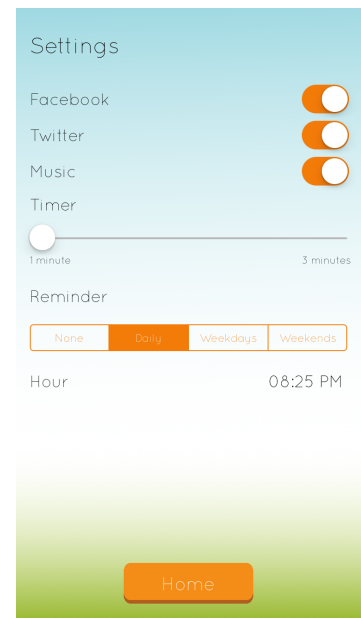 Settings
Facebook
Twitter
Music
Timer
1 minute 3 minutes
Reminder
None Daily Weekdays Weekends
Hour 08:25 PM
Home